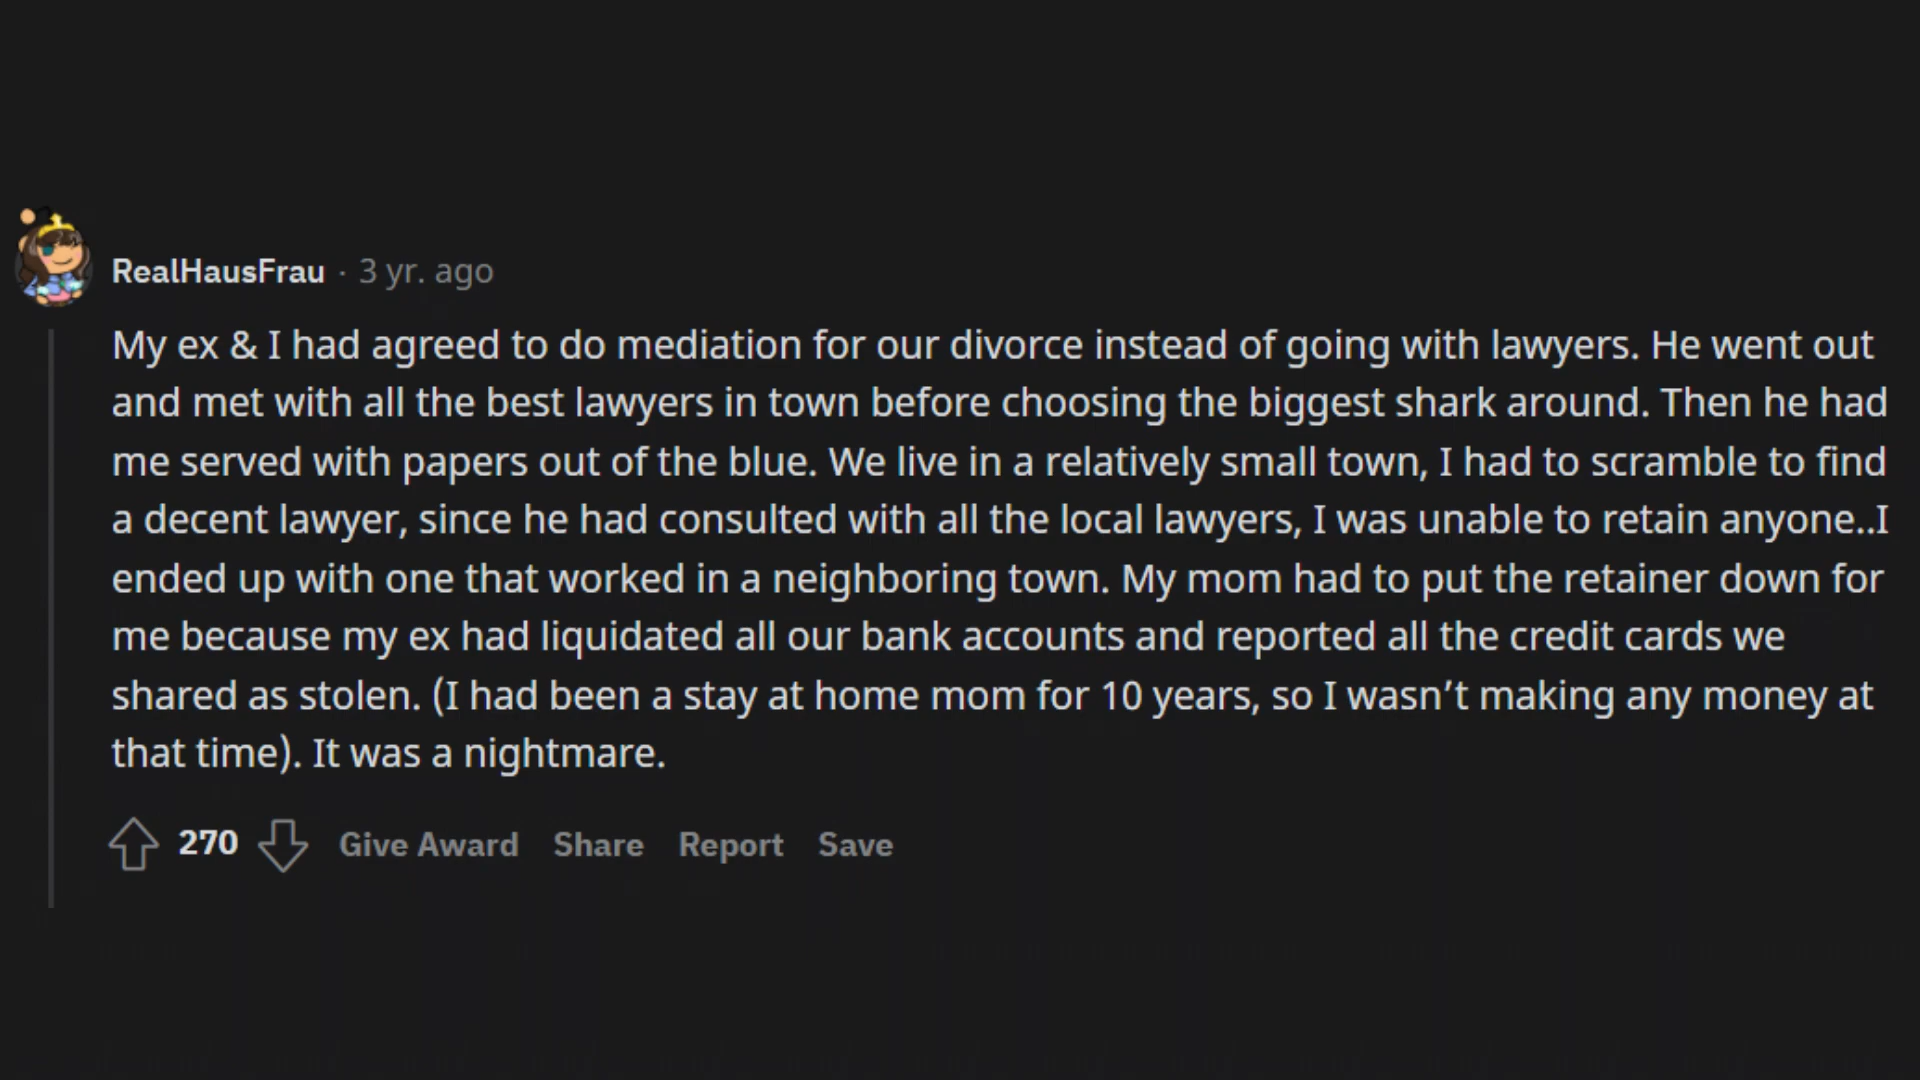 RealHausFrau · 3 yr. ago
My ex & I had agreed to do mediation for our divorce instead of going with lawyers. He went out
and met with all the best lawyers in town before choosing the biggest shark around. Then he had
me served with papers out of the blue. We live in a relatively small town, I had to scramble to find
a decent lawyer, since he had consulted with all the local lawyers, I was unable to retain anyone..I
ended up with one that worked in a neighboring town. My mom had to put the retainer down for
me because my ex had liquidated all our bank accounts and reported all the credit cards we
shared as stolen. (I had been a stay at home mom for 10 years, so I wasn’t making any money at
that time). It was a nightmare.
270 Give Award Share Report Save